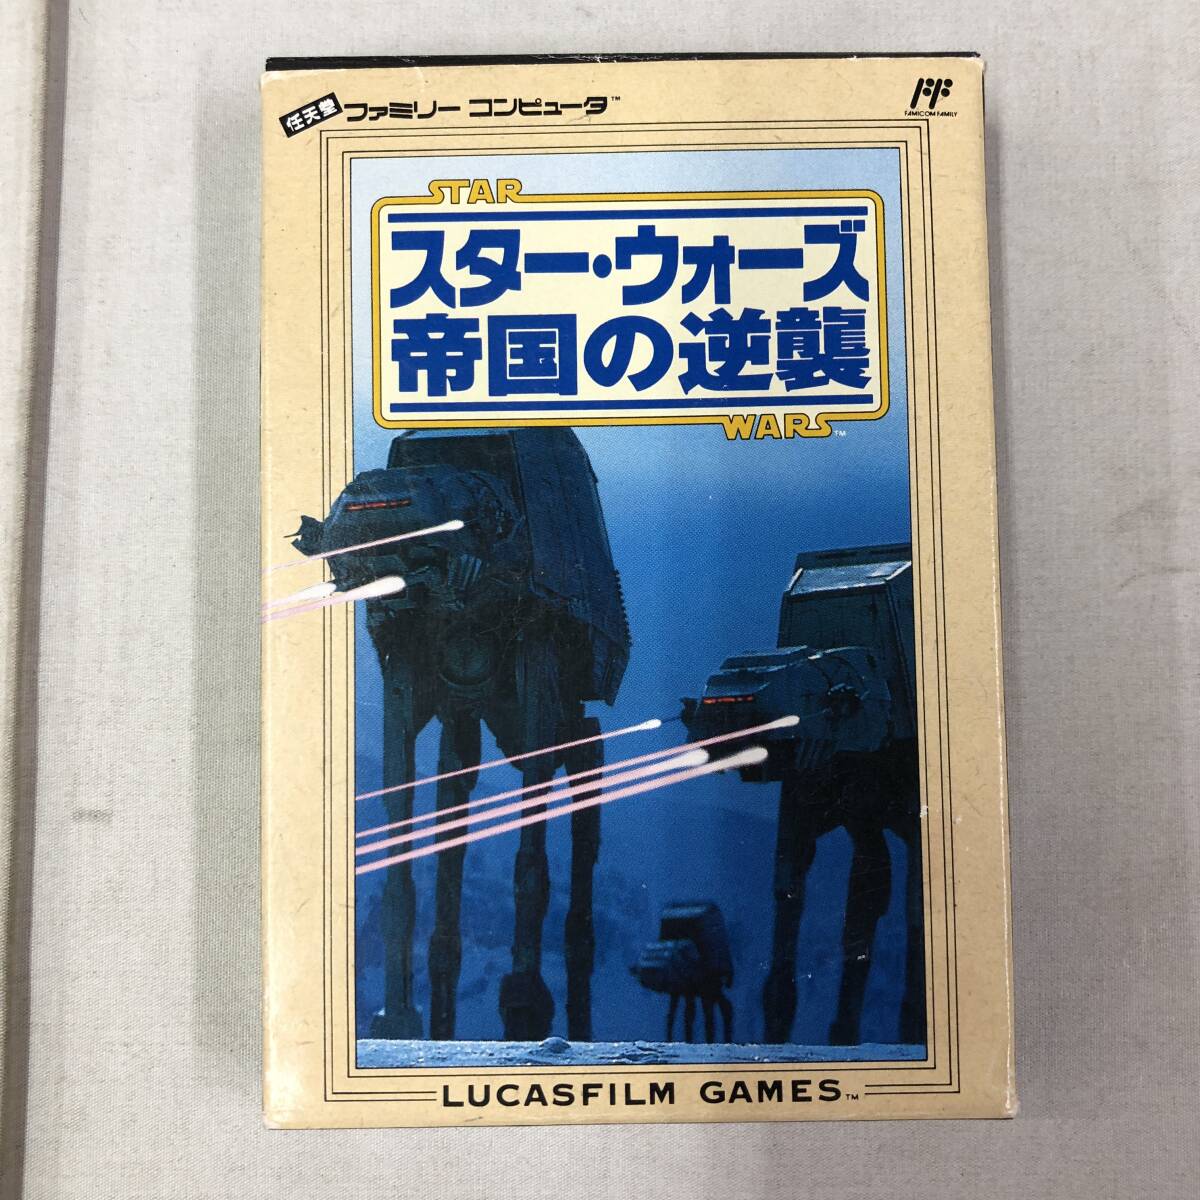 任天堂 ファミリー コンピュータ™
FF
FAMICOM FAMILY
STAR
スター・ウォーズ
帝国の逆襲
WARS™
LUCASFILM GAMES™